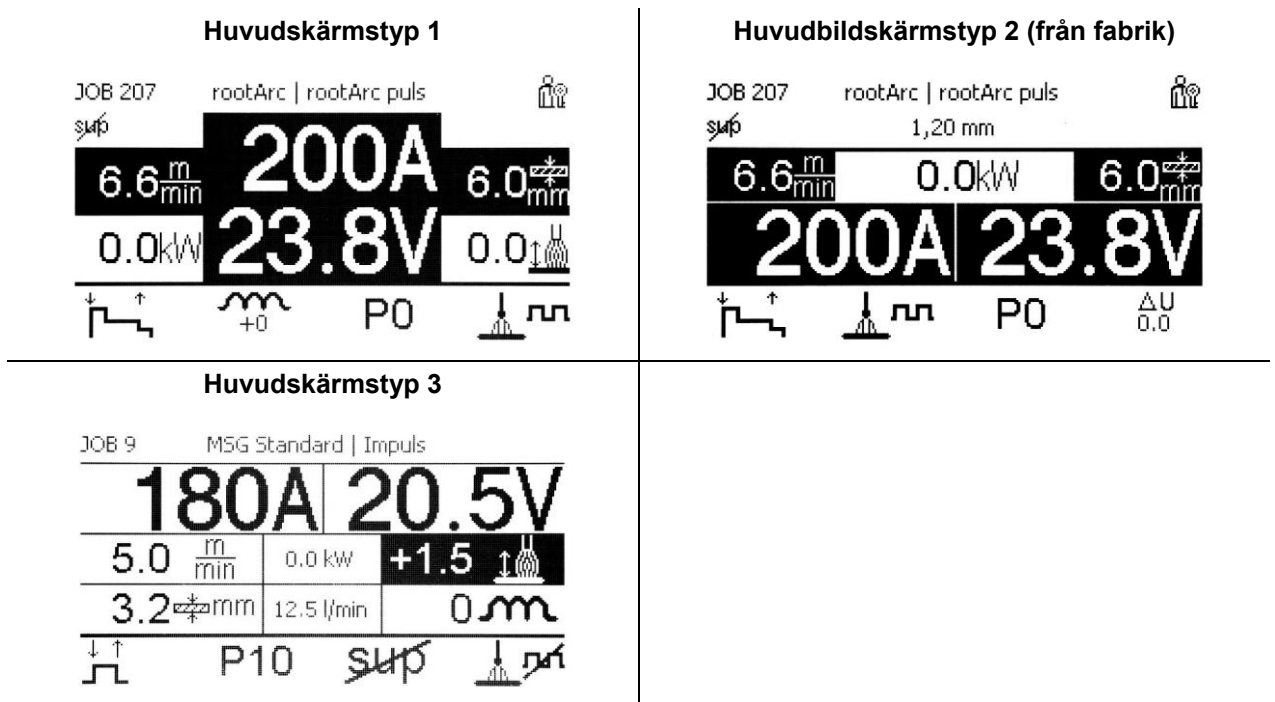 Huvudskärmstyp 1
JOB 207 rootArc | rootArc puls
sup
200A
6.6 m/min 6.0 mm
23.8V
0.0kW 0.0
+0 P0
Huvudbildskärmstyp 2 (från fabrik)
JOB 207 rootArc | rootArc puls
sup 1,20 mm
6.6 m/min 0.0kW 6.0 mm
200A 23.8V
P0 ΔU
0.0
Huvudskärmstyp 3
JOB 9 MSG Standard | Impuls
180A 20.5V
5.0 m/min 0.0 kW +1.5
3.2 mm 12.5 l/min 0
P10 sup